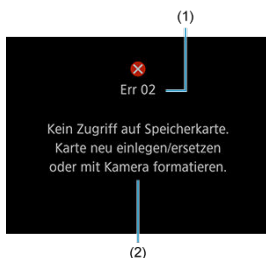 (1)
Err 02
Kein Zugriff auf Speicherkarte.
Karte neu einlegen/ersetzen
oder mit Kamera formatieren.
(2)